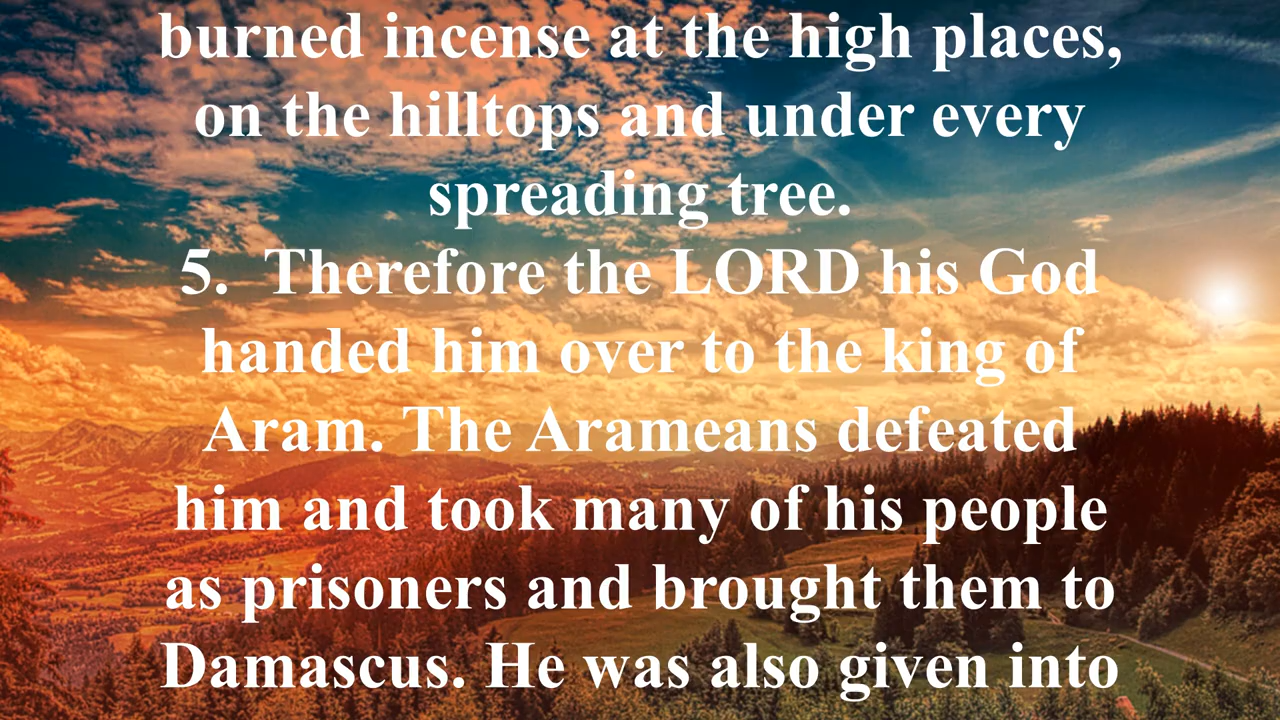 burned incense at the high places,
on the hilltops and under every
spreading tree.
5.  Therefore the LORD his God
handed him over to the king of
Aram. The Arameans defeated
him and took many of his people
as prisoners and brought them to
Damascus. He was also given into